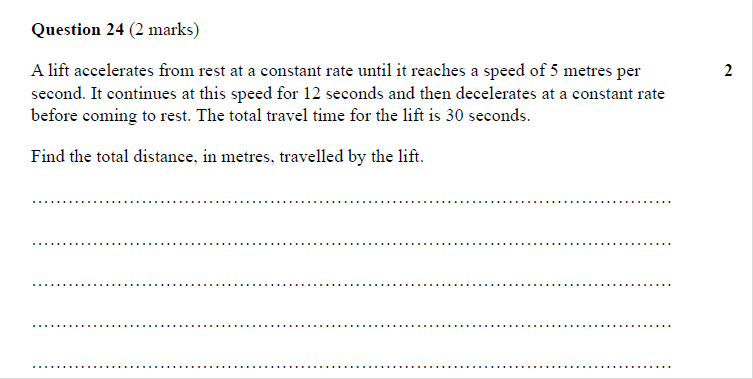 Question 24 (2 marks)
A lift accelerates from rest at a constant rate until it reaches a speed of 5 metres per 2
second. It continues at this speed for 12 seconds and then decelerates at a constant rate
before coming to rest. The total travel time for the lift is 30 seconds.
Find the total distance, in metres, travelled by the lift.